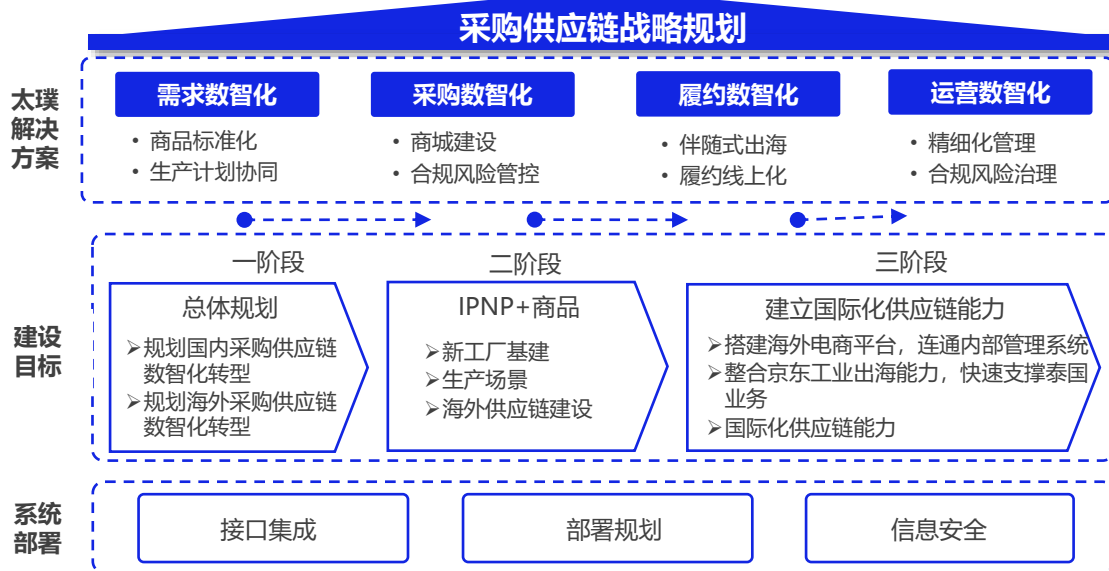 采购供应链战略规划
太璞
解决
方案
需求数智化
• 商品标准化
• 生产计划协同
采购数智化
• 商城建设
• 合规风险管控
履约数智化
• 伴随式出海
• 履约线上化
运营数智化
• 精细化管理
• 合规风险治理
建设
目标
一阶段
总体规划
➢规划国内采购供应链
数智化转型
➢规划海外采购供应链
数智化转型
二阶段
IPNP+商品
➢新工厂基建
➢生产场景
➢海外供应链建设
三阶段
建立国际化供应链能力
➢搭建海外电商平台，连通内部管理系统
➢整合京东工业出海能力，快速支撑泰国
业务
➢国际化供应链能力
系统
部署
接口集成
部署规划
信息安全